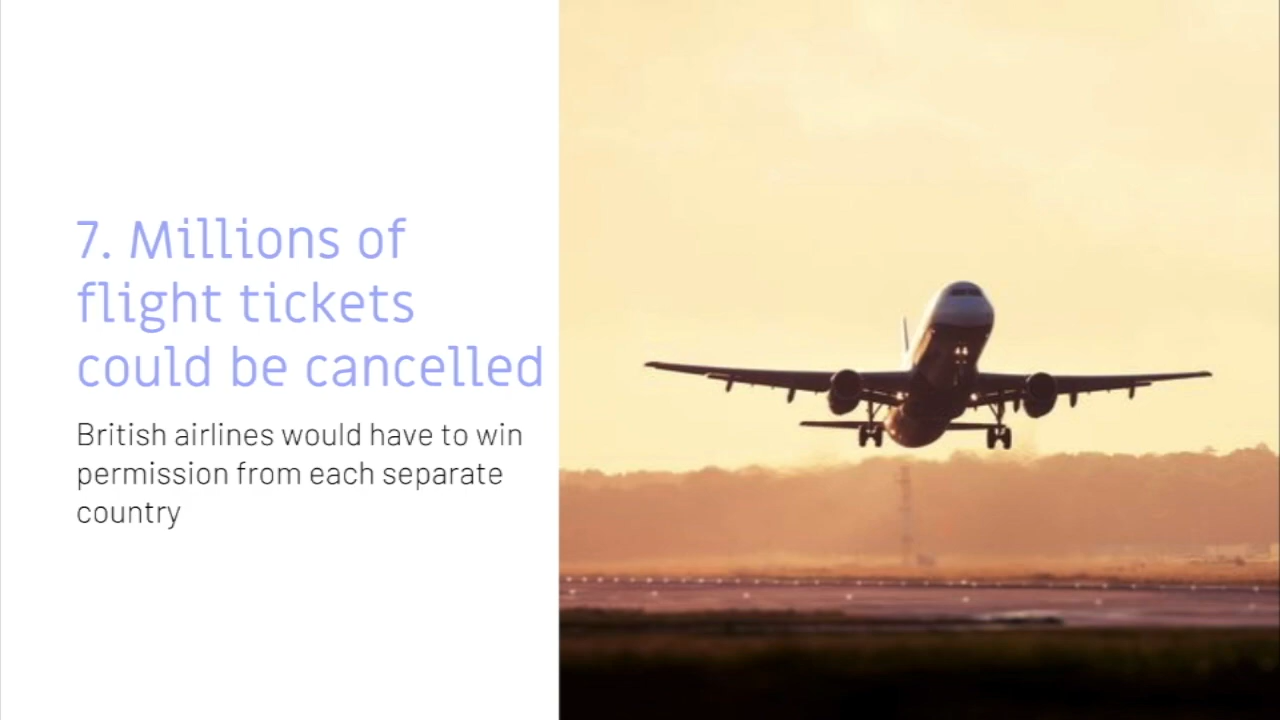 7. Millions of
flight tickets
could be cancelled
British airlines would have to win
permission from each separate
country